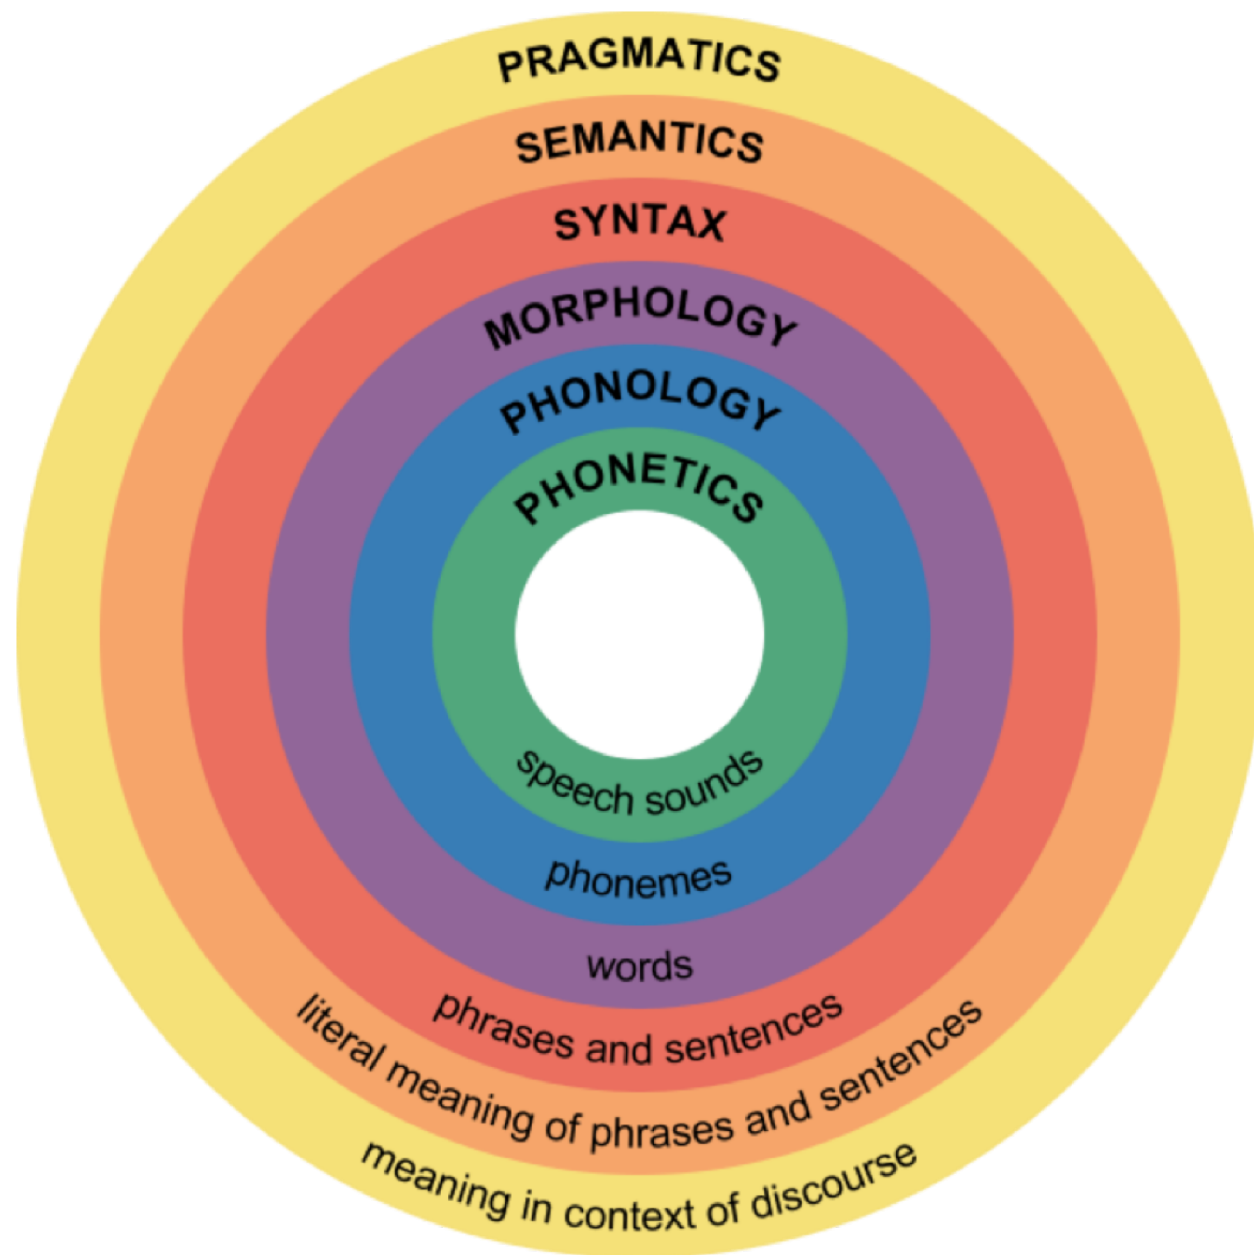 PRAGMATICS
SEMANTICS
SYNTAX
MORPHOLOGY
PHONOLOGY
PHONETICS
speech sounds
phonemes
words
phrases and sentences
literal meaning of phrases and sentences
meaning in context of discourse